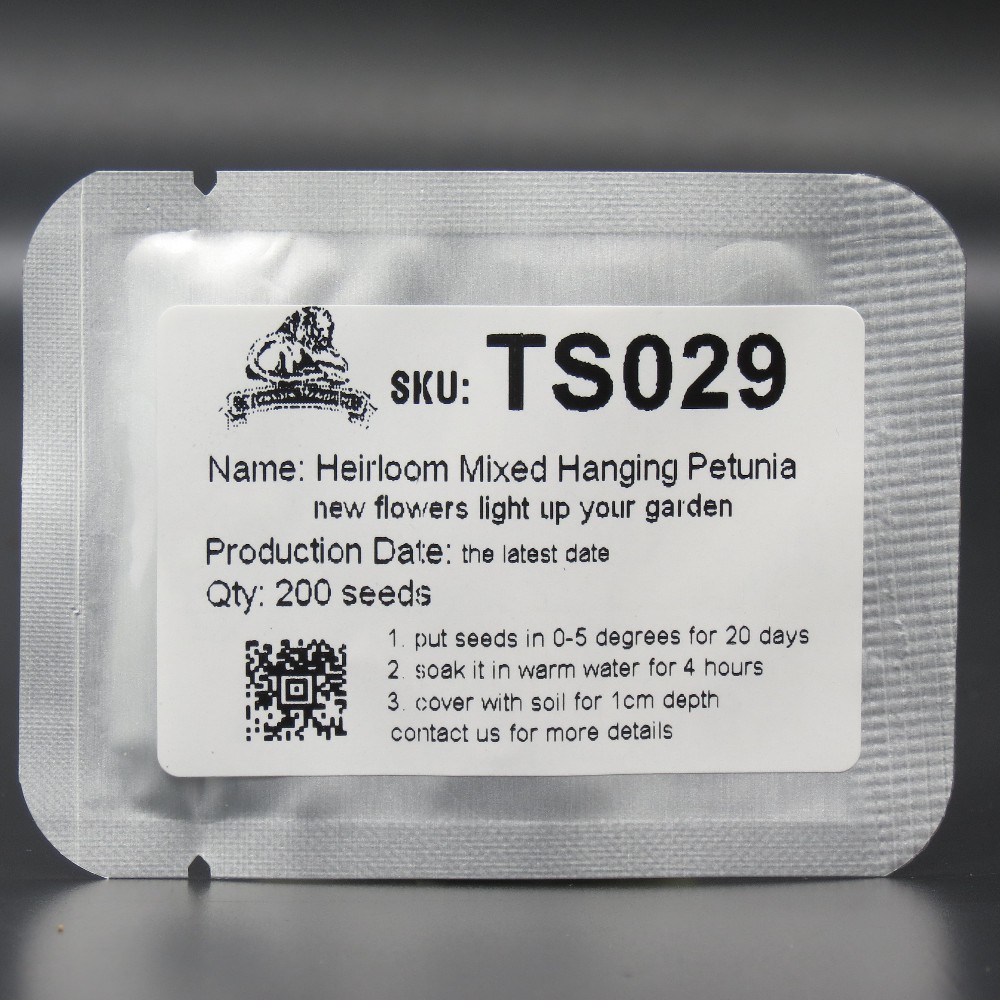 SKU: TS029
Name: Heirloom Mixed Hanging Petunia
new flowers light up your garden
Production Date: the latest date
Qty: 200 seeds
1. put seeds in 0-5 degrees for 20 days
2. soak it in warm water for 4 hours
3. cover with soil for 1cm depth
contact us for more details